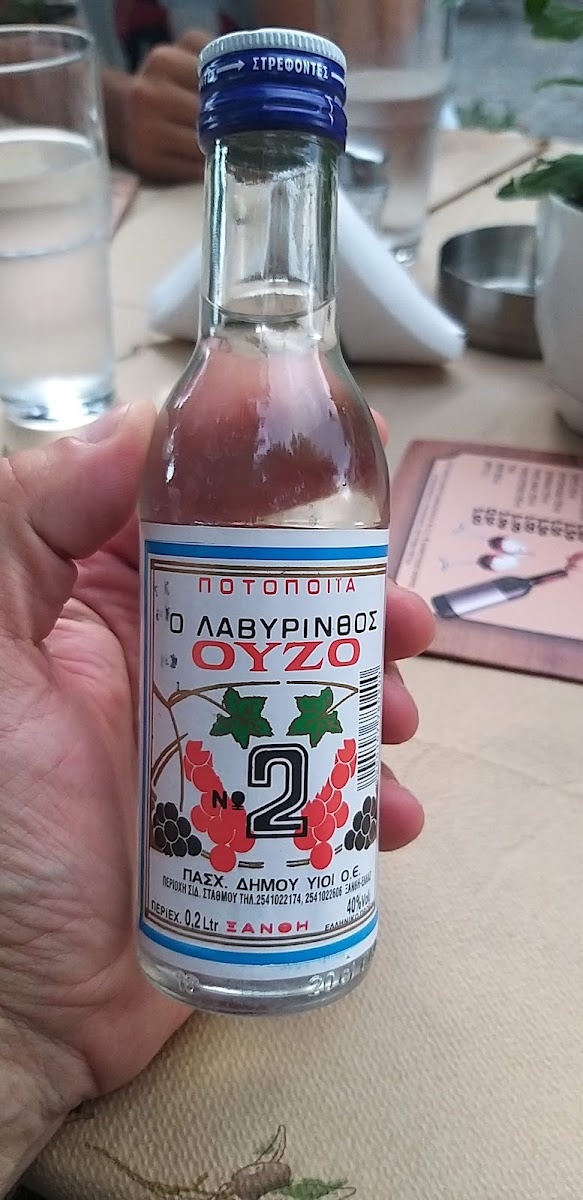 ΣΤΡΕΦΟΝΤΕΣ
ΠΟΤΟΠΟΙΪΑ
Ο ΛΑΒΥΡΙΝΘΟΣ
ΟΥΖΟ
Νο 2
ΠΑΣΧ. ΔΗΜΟΥ ΥΙΟΙ Ο.Ε.
ΠΕΡΙΟΧΗ ΣΙΔ. ΣΤΑΘΜΟΥ ΤΗΛ.2541022174, 2541022606 ΞΑΝΘΗ-ΕΛΛΑΣ
40% Vol.
ΠΕΡΙΕΧ. 0,2 Ltr ΞΑΝΘΗ